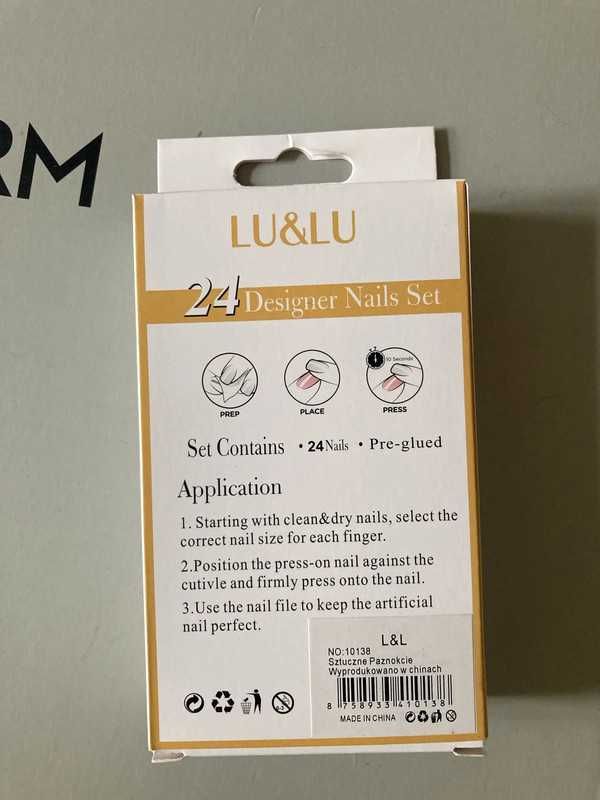 RM
LU&LU
24 Designer Nails Set
10 Seconds
PREP
PLACE
PRESS
Set Contains • 24 Nails • Pre-glued
Application
1. Starting with clean&dry nails, select the
correct nail size for each finger.
2.Position the press-on nail against the
cutivle and firmly press onto the nail.
3.Use the nail file to keep the artificial
nail perfect.
L&L
NO:10138
Sztuczne Paznokcie
Wyprodukowano w chinach
8 758933 410138
MADE IN CHINA